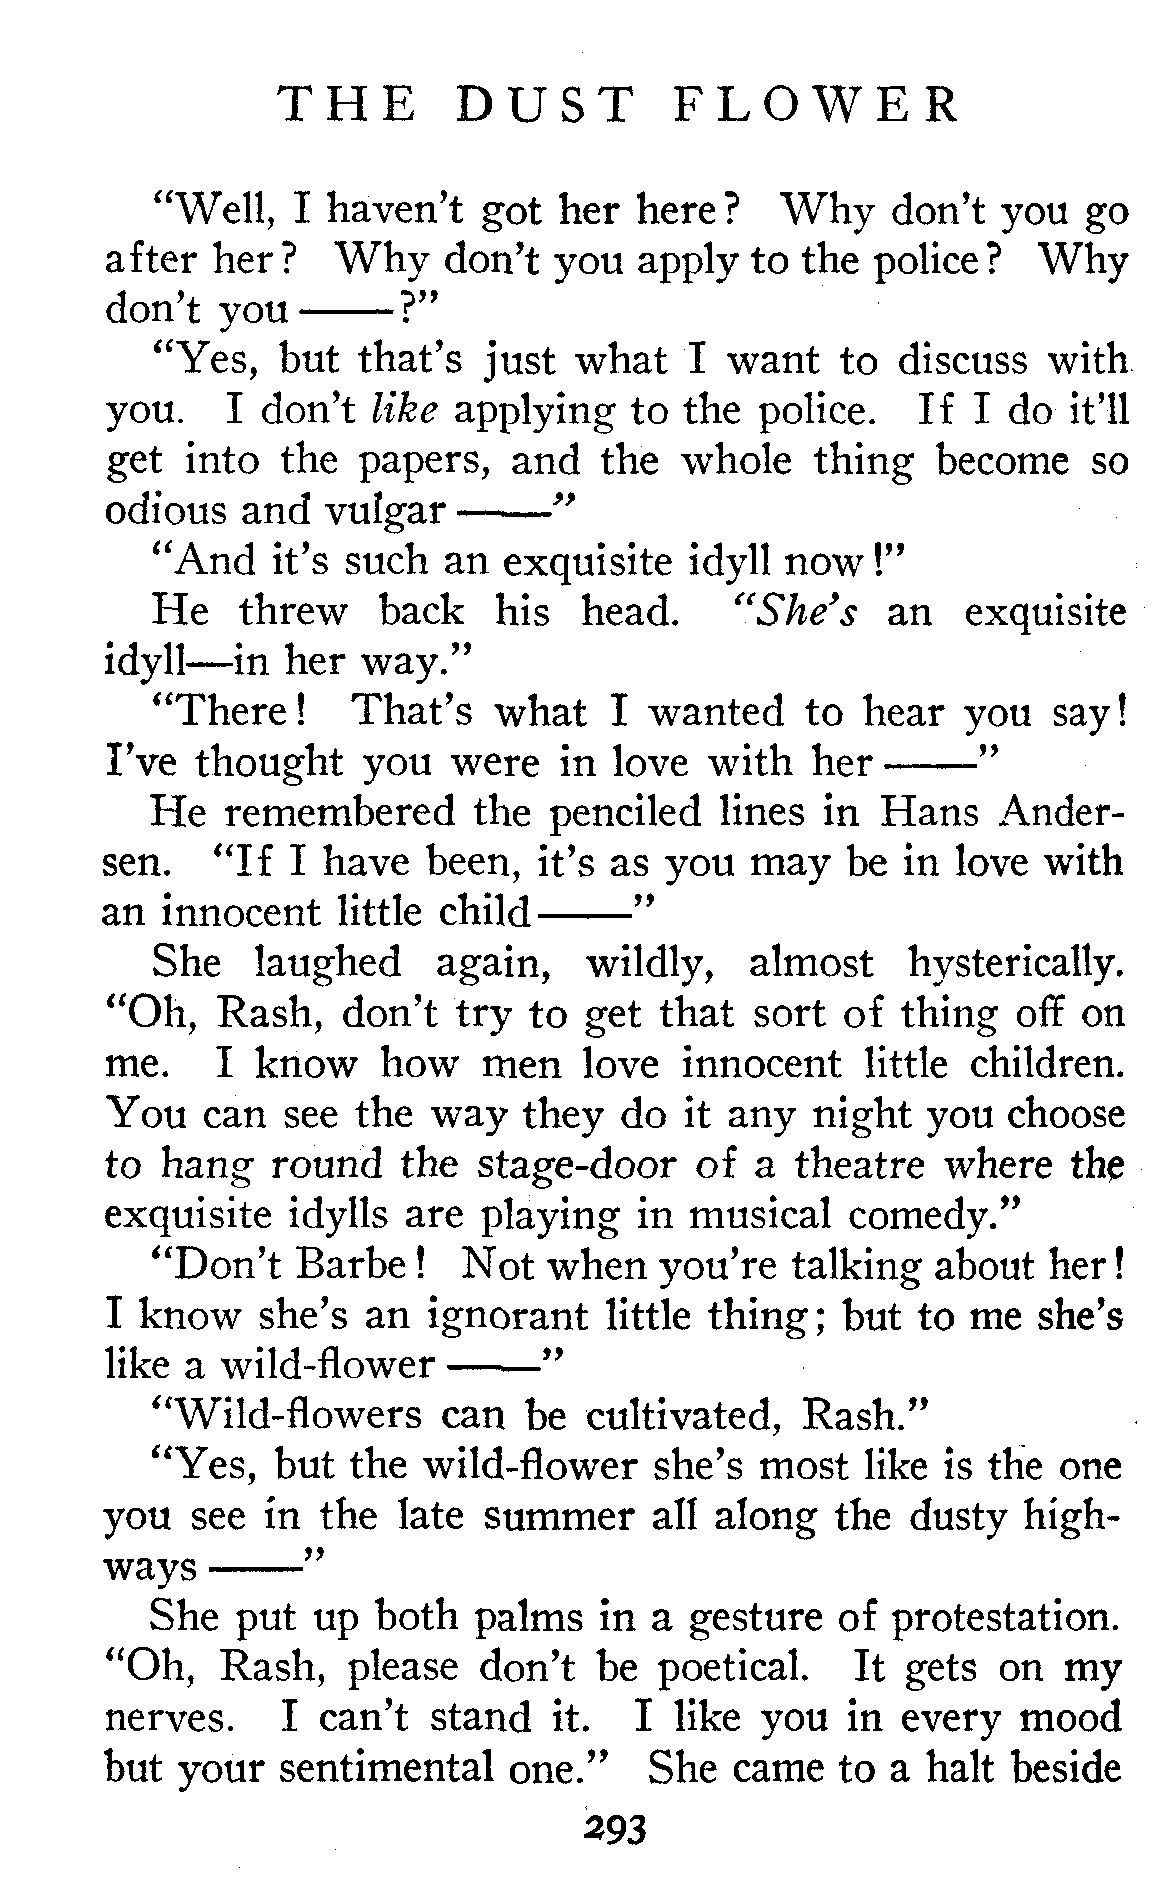 THE DUST FLOWER
"Well, I haven't got her here? Why don't you go
after her? Why don't you apply to the police? Why
don't you ——?"
"Yes, but that's just what I want to discuss with
you. I don't like applying to the police. If I do it'll
get into the papers, and the whole thing become so
odious and vulgar ——"
"And it's such an exquisite idyll now!"
He threw back his head. "She's an exquisite
idyll—in her way."
"There! That's what I wanted to hear you say!
I've thought you were in love with her ——"
He remembered the penciled lines in Hans Ander-
sen. "If I have been, it's as you may be in love with
an innocent little child ——"
She laughed again, wildly, almost hysterically.
"Oh, Rash, don't try to get that sort of thing off on
me. I know how men love innocent little children.
You can see the way they do it any night you choose
to hang round the stage-door of a theatre where the
exquisite idylls are playing in musical comedy."
"Don't Barbe! Not when you're talking about her!
I know she's an ignorant little thing; but to me she's
like a wild-flower ——"
"Wild-flowers can be cultivated, Rash."
"Yes, but the wild-flower she's most like is the one
you see in the late summer all along the dusty high-
ways ——"
She put up both palms in a gesture of protestation.
"Oh, Rash, please don't be poetical. It gets on my
nerves. I can't stand it. I like you in every mood
but your sentimental one." She came to a halt beside
293